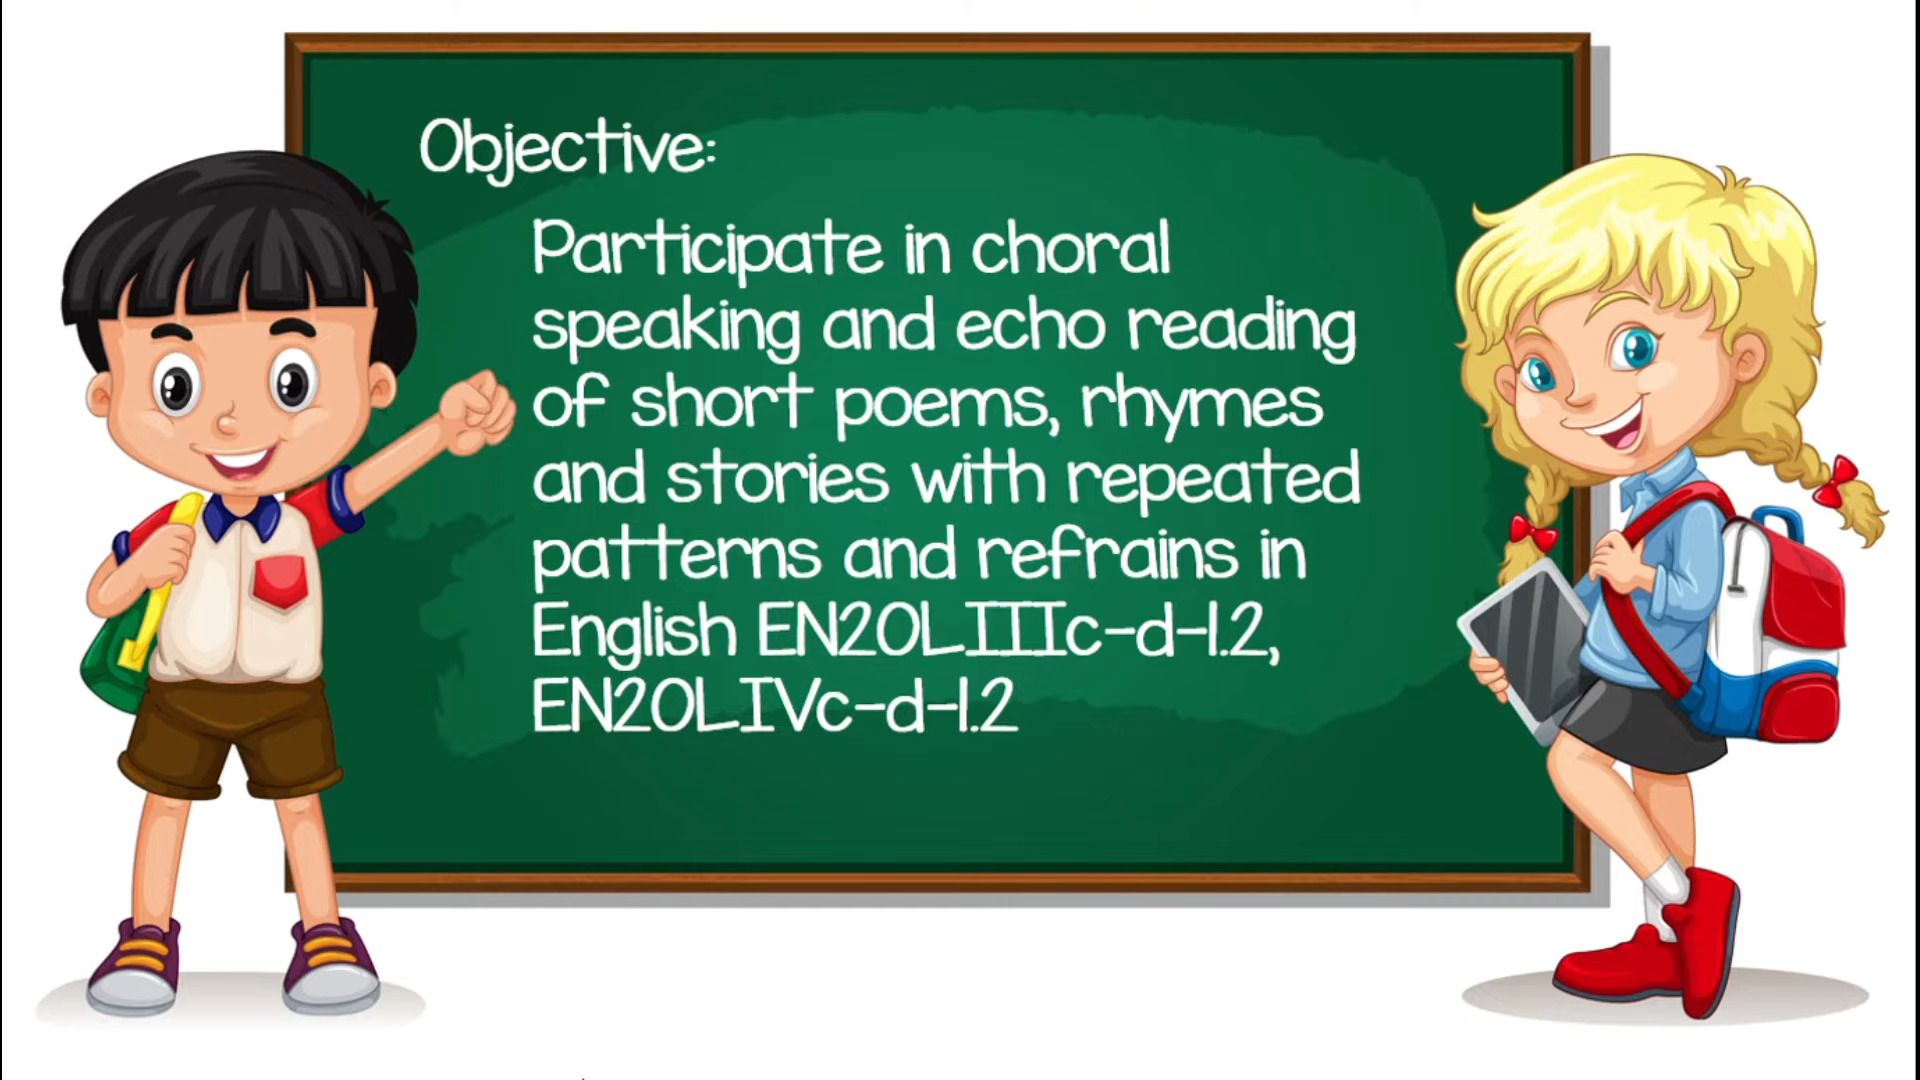 Objective:
Participate in choral
speaking and echo reading
of short poems, rhymes
and stories with repeated
patterns and refrains in
English EN2OLIIIc-d-1.2,
EN2OLIVc-d-1.2